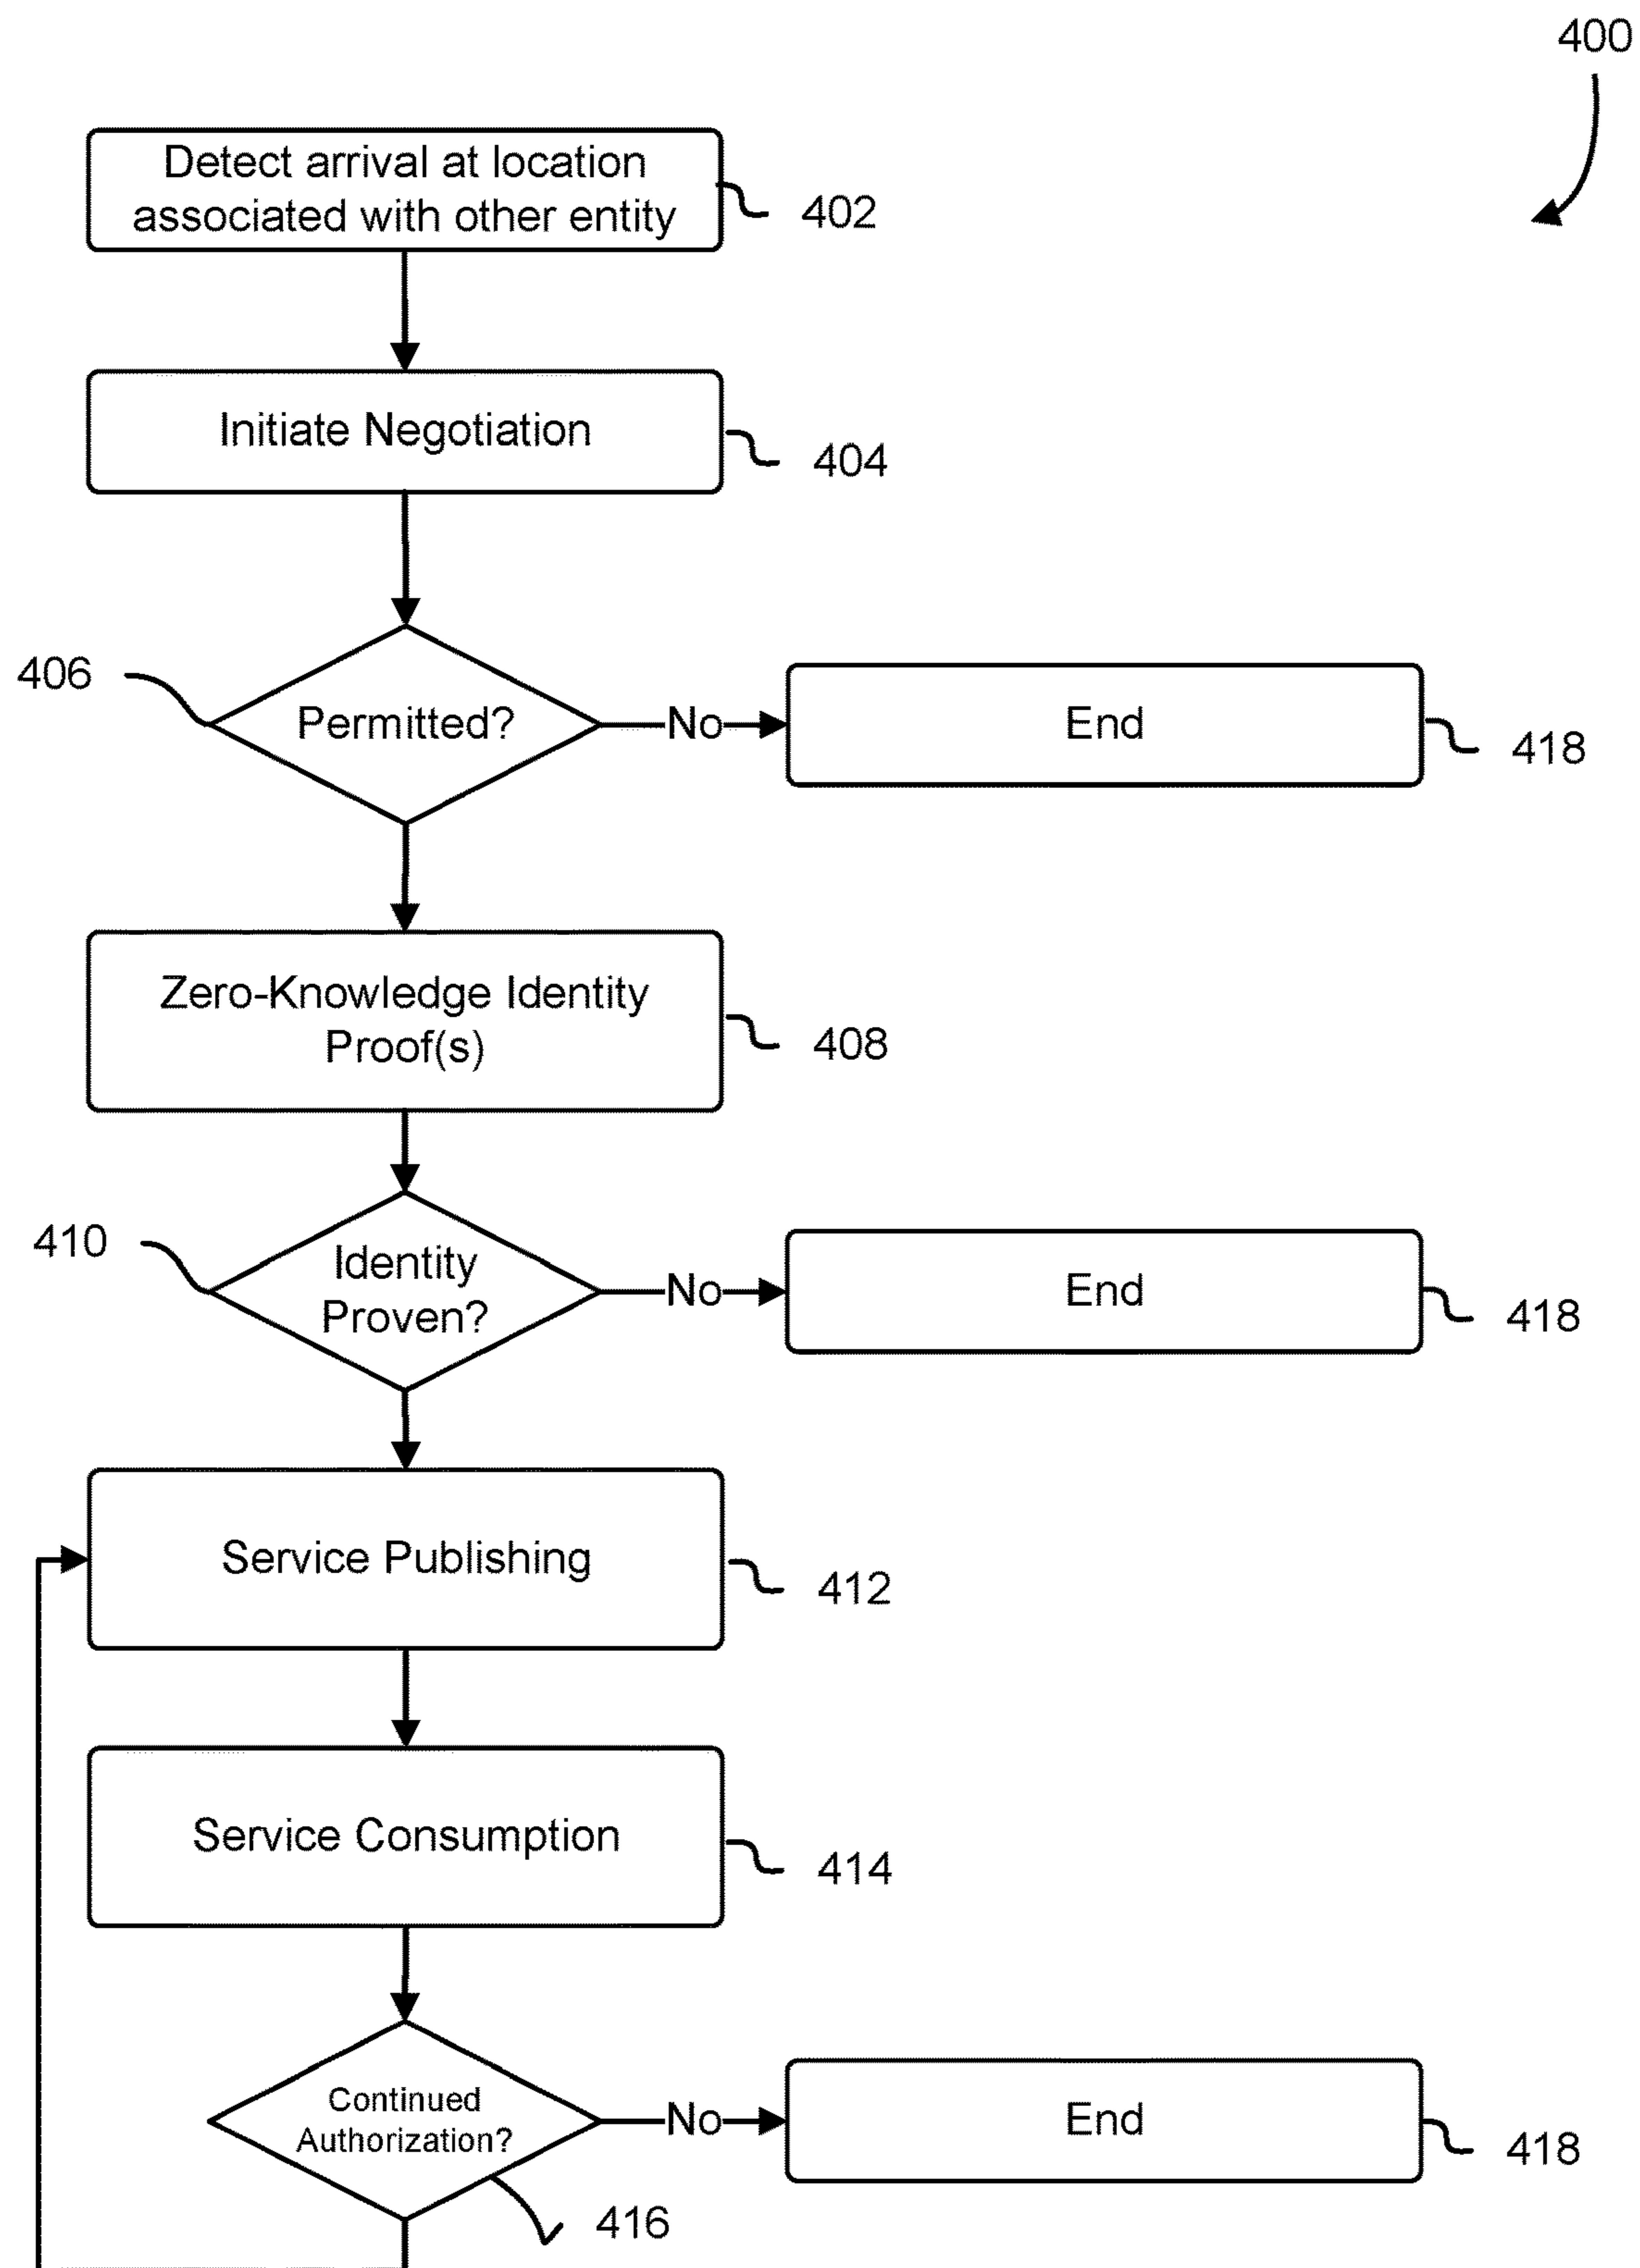 400
Detect arrival at location
associated with other entity
402
Initiate Negotiation
404
406
Permitted?
No
End
418
Zero-Knowledge Identity
Proof(s)
408
410
Identity
Proven?
No
End
418
Service Publishing
412
Service Consumption
414
Continued
Authorization?
No
End
418
416